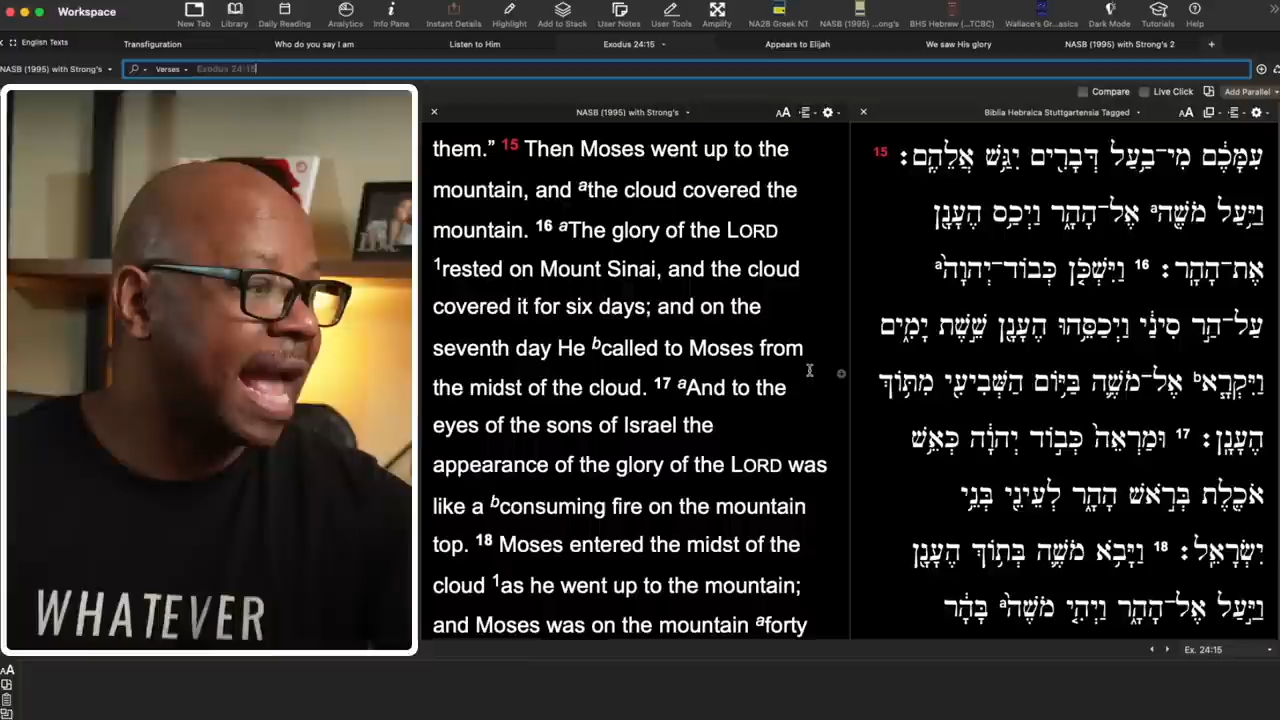 Workspace
New Tab
Library
Daily Reading
Analytics
Info Pane
Instant Details
Highlight
Add to Stack
User Notes
User Tools
Amplify
NA28 Greek NT
NASB (1995) ...ong's
BHS Hebrew (...TCBC)
Wallace's Gr...asics
Dark Mode
Tutorials
Help
English Texts
Transfiguration
Who do you say I am
Listen to Him
Exodus 24:15
Appears to Elijah
We saw His glory
NASB (1995) with Strong's 2
NASB (1995) with Strong's
Verses
Exodus 24:15
Compare
Live Click
Add Parallel
NASB (1995) with Strong's
them.” 15 Then Moses went up to the
mountain, and athe cloud covered the
mountain. 16 aThe glory of the LORD
1rested on Mount Sinai, and the cloud
covered it for six days; and on the
seventh day He bcalled to Moses from
the midst of the cloud. 17 aAnd to the
eyes of the sons of Israel the
appearance of the glory of the LORD was
like a bconsuming fire on the mountain
top. 18 Moses entered the midst of the
cloud 1as he went up to the mountain;
and Moses was on the mountain aforty
Biblia Hebraica Stuttgartensia Tagged
עִמָּכֶ֔ם מִי־בַ֥עַל דְּבָרִ֖ים יִגַּ֥שׁ אֲלֵהֶֽם׃ 15
וַיַּ֥עַל מֹשֶׁ֖הa אֶל־הָהָ֑ר וַיְכַ֥ס הֶעָנָ֖ן
אֶת־הָהָֽר׃ 16 וַיִּשְׁכֹּ֤ן כְּבוֹד־יְהוָה֙a
עַל־הַ֣ר סִינַ֔י וַיְכַסֵּ֥הוּ הֶעָנָ֖ן שֵׁ֣שֶׁת יָמִ֑ים
וַיִּקְרָ֧אb אֶל־מֹשֶׁ֛ה בַּיּ֥וֹם הַשְּׁבִיעִ֖י מִתּ֥וֹךְ
הֶעָנָֽן׃ 17 וּמַרְאֵה֙ כְּב֣וֹד יְהוָ֔ה כְּאֵ֥שׁ
אֹכֶ֖לֶת בְּרֹ֣אשׁ הָהָ֑ר לְעֵינֵ֖י בְּנֵ֥י
יִשְׂרָאֵֽל׃ 18 וַיָּבֹ֥א מֹשֶׁ֛ה בְּת֥וֹךְ הֶעָנָ֖ן
וַיַּ֣עַל אֶל־הָהָ֑ר וַיְהִ֤י מֹשֶׁה֙a בָּהָ֔ר
Ex. 24:15
WHATEVER